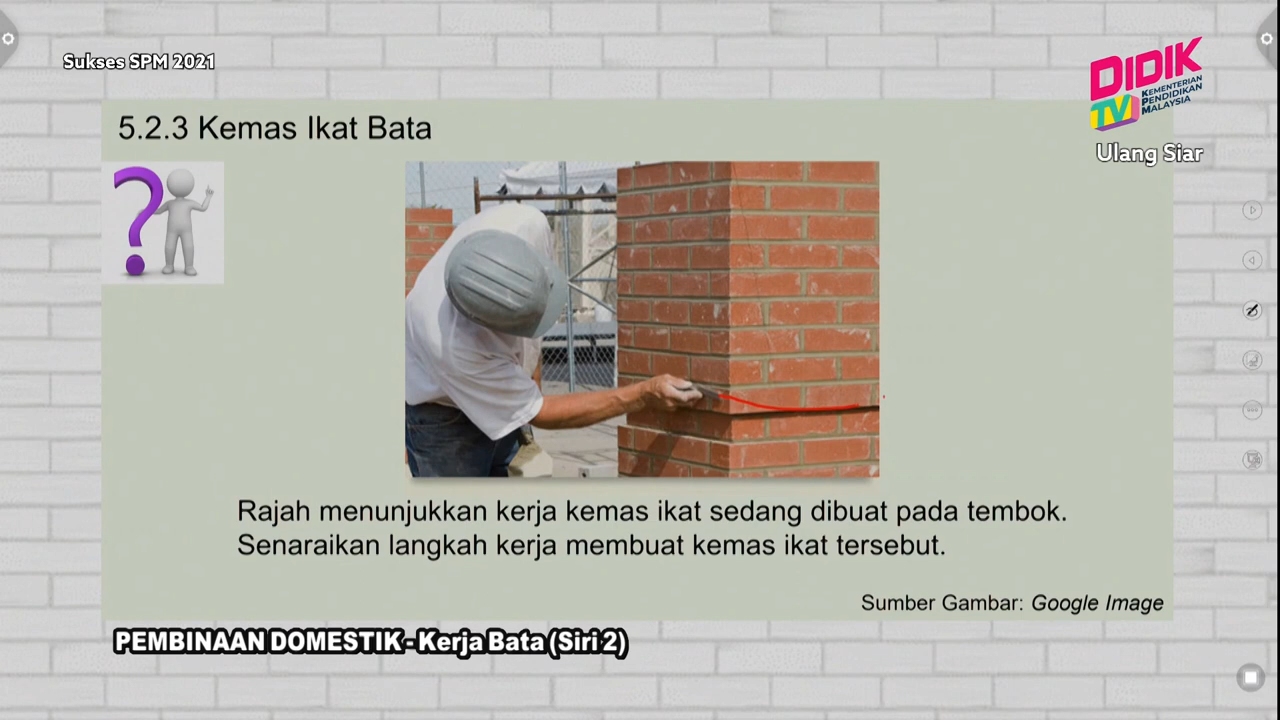 Sukses SPM 2021
DIDIK
TV
KEMENTERIAN
PENDIDIKAN
MALAYSIA
Ulang Siar
5.2.3 Kemas Ikat Bata
Rajah menunjukkan kerja kemas ikat sedang dibuat pada tembok.
Senaraikan langkah kerja membuat kemas ikat tersebut.
Sumber Gambar: Google Image
PEMBINAAN DOMESTIK - Kerja Bata (Siri 2)